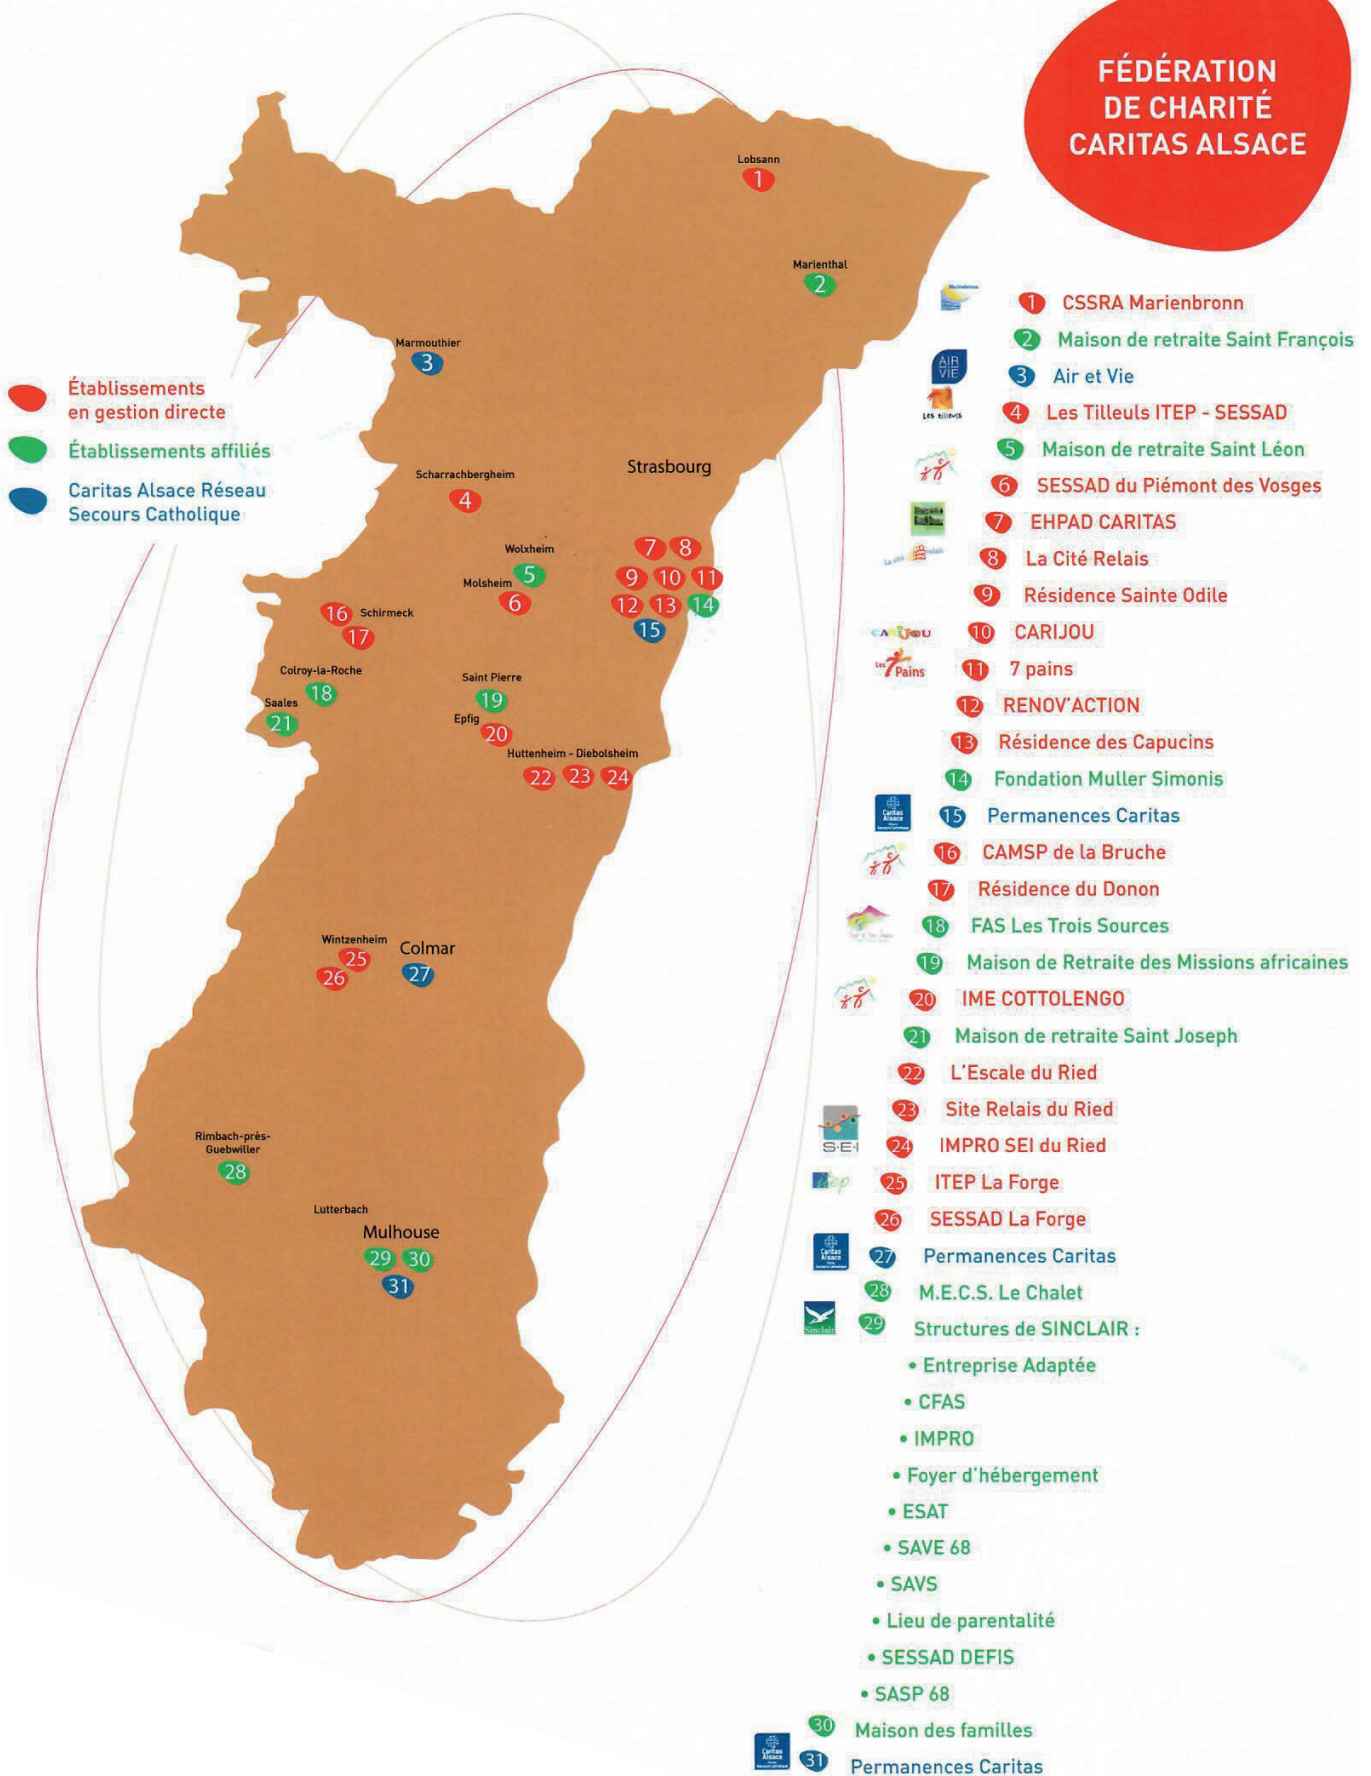 FÉDÉRATION
DE CHARITÉ
CARITAS ALSACE
Lobsann
1
Marienthal
2
Marmouthier
3
Établissements
en gestion directe
Établissements affiliés
Caritas Alsace Réseau
Secours Catholique
Scharrachbergheim
4
Strasbourg
7 8
9 10 11
12 13 14
15
Wolxheim
5
Molsheim
6
16 Schirmeck
17
Colroy-la-Roche
18
Saales
21
Saint Pierre
19
Epfig
20
Huttenheim - Diebolsheim
22 23 24
Wintzenheim
25
26
Colmar
27
Rimbach-près-
Guebwiller
28
Lutterbach
Mulhouse
29 30
31
1 CSSRA Marienbronn
2 Maison de retraite Saint François
AIR
VIE
3 Air et Vie
Les tilleuls
4 Les Tilleuls ITEP - SESSAD
5 Maison de retraite Saint Léon
6 SESSAD du Piémont des Vosges
7 EHPAD CARITAS
La cité relais
8 La Cité Relais
9 Résidence Sainte Odile
CARIJOU
10 CARIJOU
Les 7 Pains
11 7 pains
12 RENOV'ACTION
13 Résidence des Capucins
14 Fondation Muller Simonis
Caritas
Alsace
15 Permanences Caritas
16 CAMSP de la Bruche
17 Résidence du Donon
18 FAS Les Trois Sources
19 Maison de Retraite des Missions africaines
20 IME COTTOLENGO
21 Maison de retraite Saint Joseph
22 L'Escale du Ried
23 Site Relais du Ried
S·E·I
24 IMPRO SEI du Ried
itep
25 ITEP La Forge
26 SESSAD La Forge
Caritas
Alsace
27 Permanences Caritas
28 M.E.C.S. Le Chalet
Sinclair
29 Structures de SINCLAIR :
• Entreprise Adaptée
• CFAS
• IMPRO
• Foyer d'hébergement
• ESAT
• SAVE 68
• SAVS
• Lieu de parentalité
• SESSAD DEFIS
• SASP 68
30 Maison des familles
Caritas
Alsace
31 Permanences Caritas